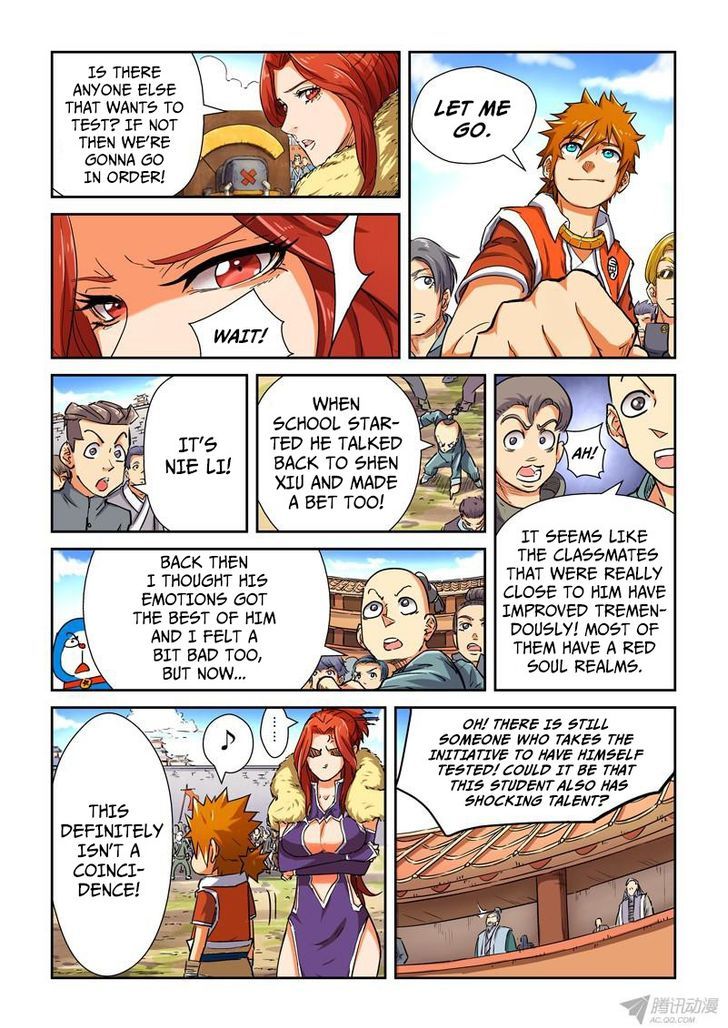 IS THERE
ANYONE ELSE
THAT WANTS TO
TEST? IF NOT
THEN WE'RE
GONNA GO
IN ORDER!
LET ME
GO.
WAIT!
IT'S
NIE LI!
WHEN
SCHOOL STAR-
TED HE TALKED
BACK TO SHEN
XIU AND MADE
A BET TOO!
AH!
IT SEEMS LIKE
THE CLASSMATES
THAT WERE REALLY
CLOSE TO HIM HAVE
IMPROVED TREMEN-
DOUSLY! MOST OF
THEM HAVE A RED
SOUL REALMS.
BACK THEN
I THOUGHT HIS
EMOTIONS GOT
THE BEST OF HIM
AND I FELT A
BIT BAD TOO,
BUT NOW...
THIS
DEFINITELY
ISN'T A
COINCI-
DENCE!
♪
......
OH! THERE IS STILL
SOMEONE WHO TAKES THE
INITIATIVE TO HAVE HIMSELF
TESTED! COULD IT BE THAT
THIS STUDENT ALSO HAS
SHOCKING TALENT?
腾讯动漫
AC.QQ.COM